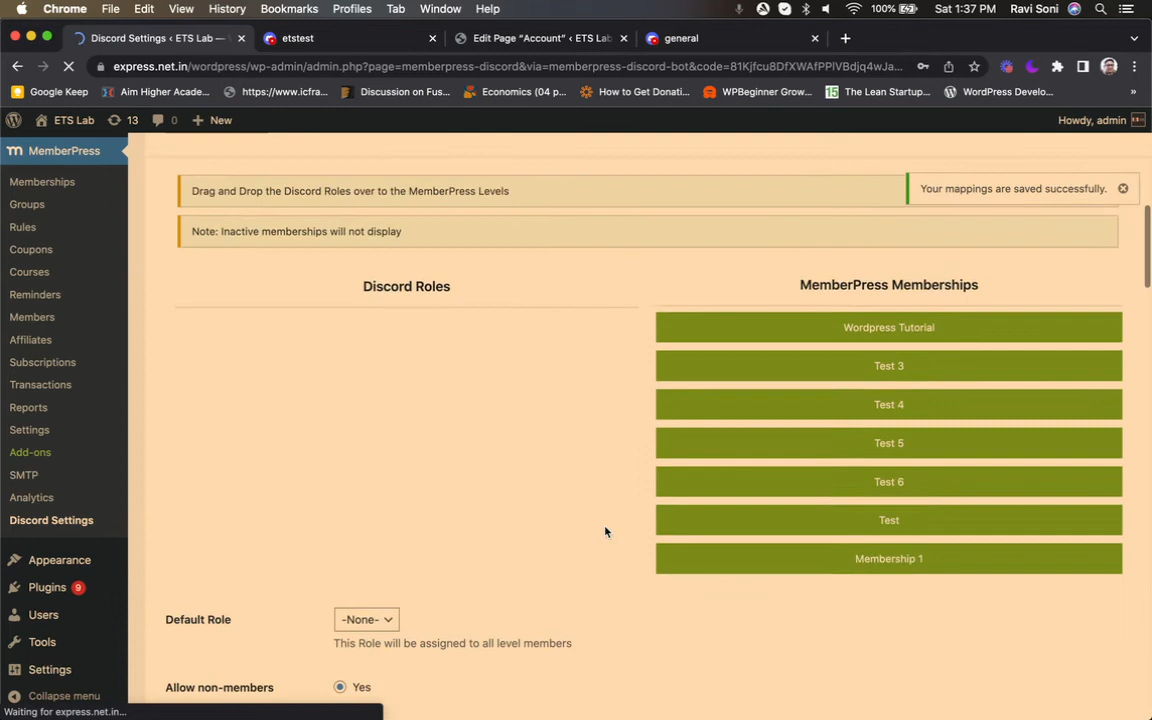 Chrome File Edit View History Bookmarks Profiles Tab Window Help 100% Sat 1:37 PM Ravi Soni
Discord Settings ‹ ETS Lab — etstest Edit Page “Account” ‹ ETS Lab general
express.net.in/wordpress/wp-admin/admin.php?page=memberpress-discord&via=memberpress-discord-bot&code=81Kjfcu8DfXWAfPPlVBdjq4wJa...
Google Keep Aim Higher Academ... https://www.icfra... Discussion on Fus... Economics (04 p... How to Get Donati... WPBeginner Grow... 15 The Lean Startup... WordPress Develo... »
ETS Lab 13 0 New Howdy, admin
MemberPress
Memberships
Groups
Rules
Coupons
Courses
Reminders
Members
Affiliates
Subscriptions
Transactions
Reports
Settings
Add-ons
SMTP
Analytics
Discord Settings
Appearance
Plugins 9
Users
Tools
Settings
Collapse menu
Drag and Drop the Discord Roles over to the MemberPress Levels
Your mappings are saved successfully.
Note: Inactive memberships will not display
Discord Roles
MemberPress Memberships
Wordpress Tutorial
Test 3
Test 4
Test 5
Test 6
Test
Membership 1
Default Role -None-
This Role will be assigned to all level members
Allow non-members Yes
Waiting for express.net.in...